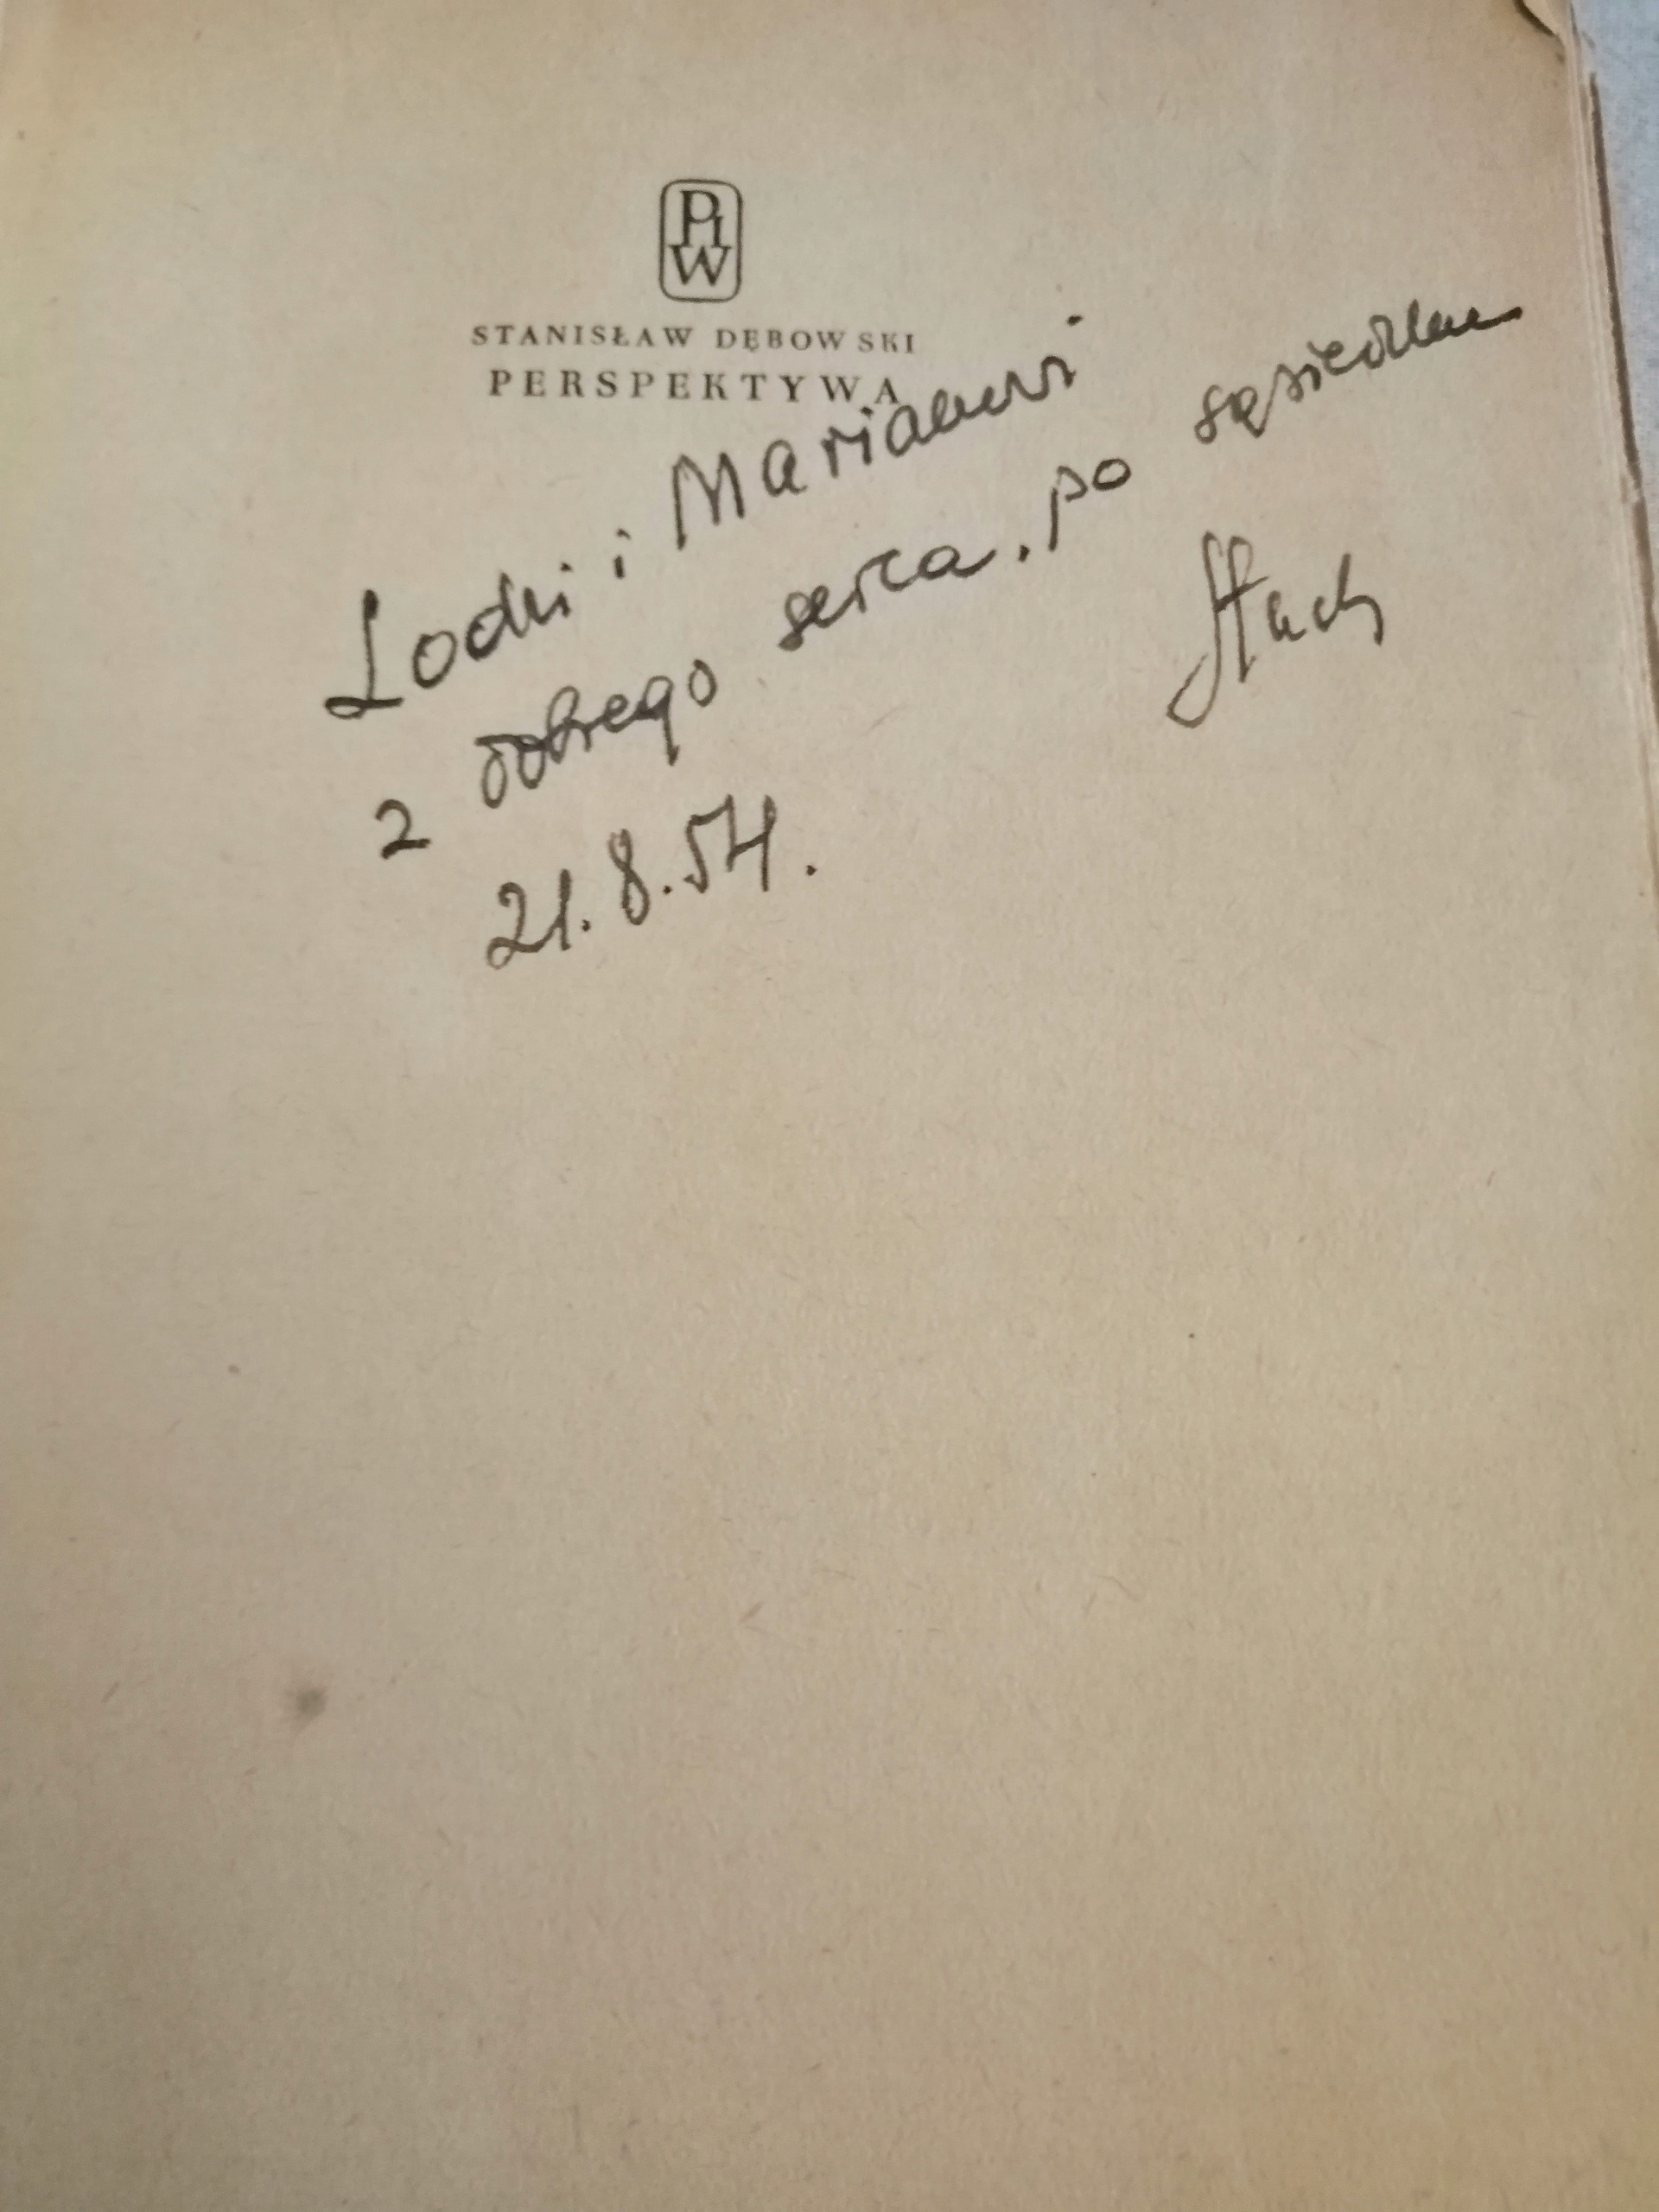 PIW
STANISŁAW DĘBOWSKI
PERSPEKTYWA
Lodzi i Marianowi
z dobrego serca. po sąsiedzku
Stach
21.8.54.